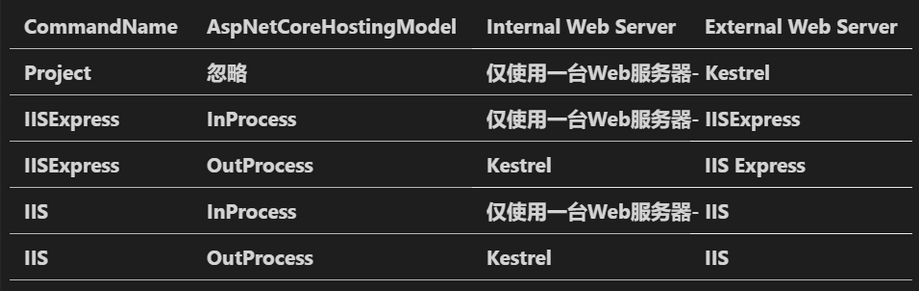 CommandName AspNetCoreHostingModel Internal Web Server External Web Server
Project 忽略 仅使用一台Web服务器- Kestrel
IISExpress InProcess 仅使用一台Web服务器- IISExpress
IISExpress OutProcess Kestrel IIS Express
IIS InProcess 仅使用一台Web服务器- IIS
IIS OutProcess Kestrel IIS